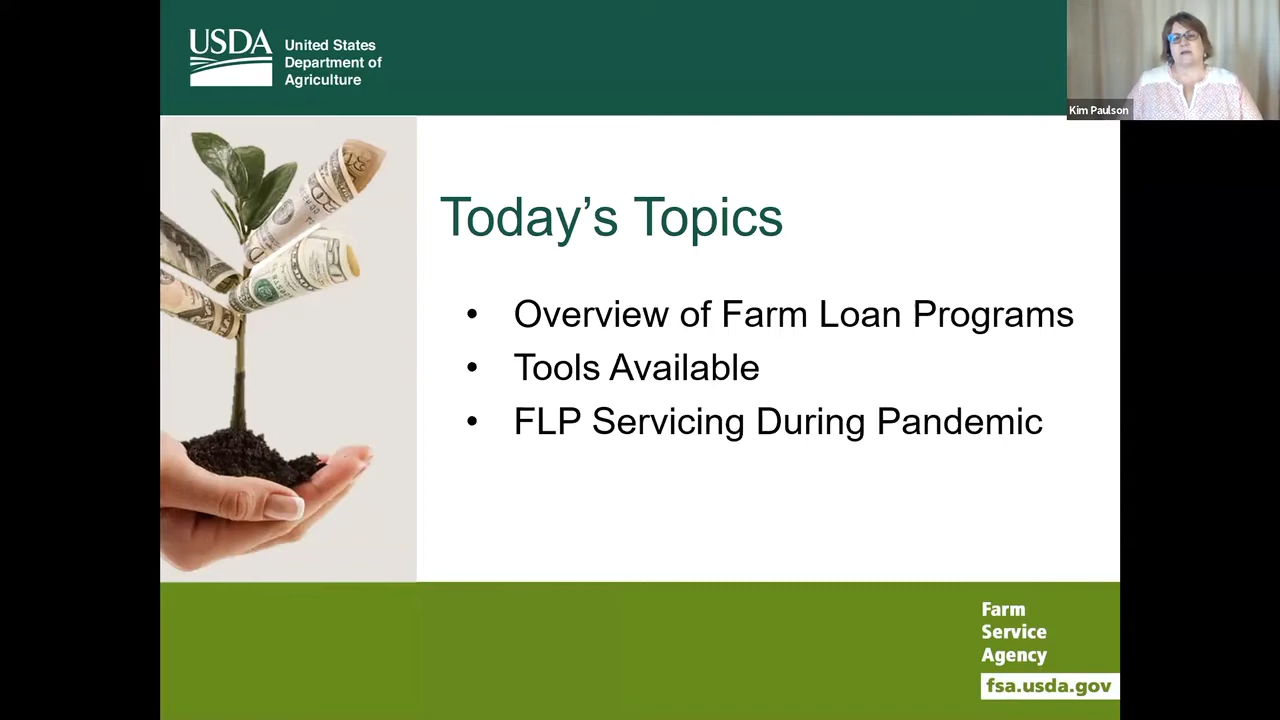 USDA
United States
Department of
Agriculture
Kim Paulson
Today’s Topics
• Overview of Farm Loan Programs
• Tools Available
• FLP Servicing During Pandemic
Farm
Service
Agency
fsa.usda.gov